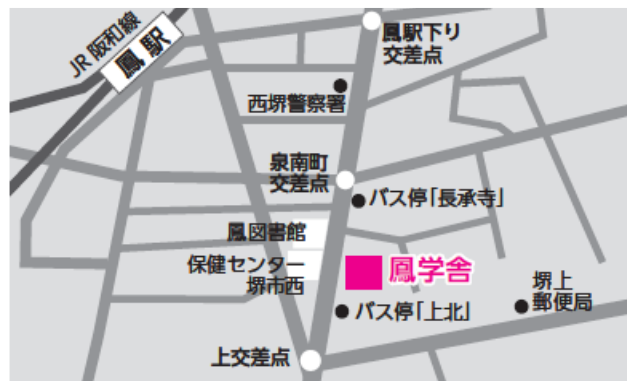 JR 阪和線
鳳駅
鳳駅下り
交差点
西堺警察署
泉南町
交差点
バス停「長承寺」
鳳図書館
保健センター
堺市西
鳳学舎
堺上
郵便局
バス停「上北」
上交差点